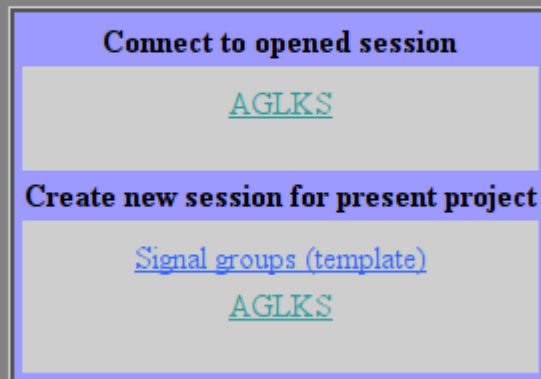 Connect to opened session
AGLKS
Create new session for present project
Signal groups (template)
AGLKS